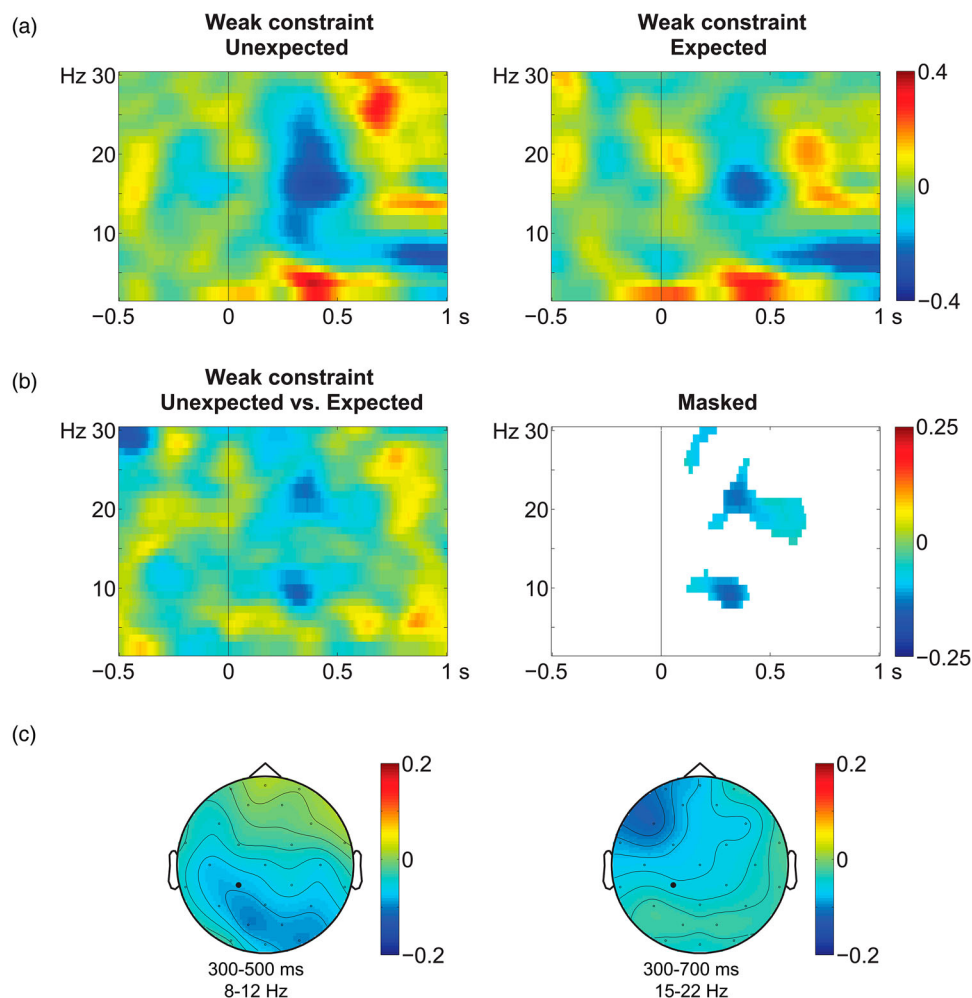 (a)
Weak constraint
Unexpected
Weak constraint
Expected
Hz 30
20
10
−0.5 0 0.5 1 s
Hz 30
20
10
−0.5 0 0.5 1 s
0.4
0.2
0
−0.2
−0.4
(b)
Weak constraint
Unexpected vs. Expected
Masked
Hz 30
20
10
−0.5 0 0.5 1 s
Hz 30
20
10
−0.5 0 0.5 1 s
0.25
0
−0.25
(c)
0.2
0
−0.2
300-500 ms
8-12 Hz
0.2
0
−0.2
300-700 ms
15-22 Hz